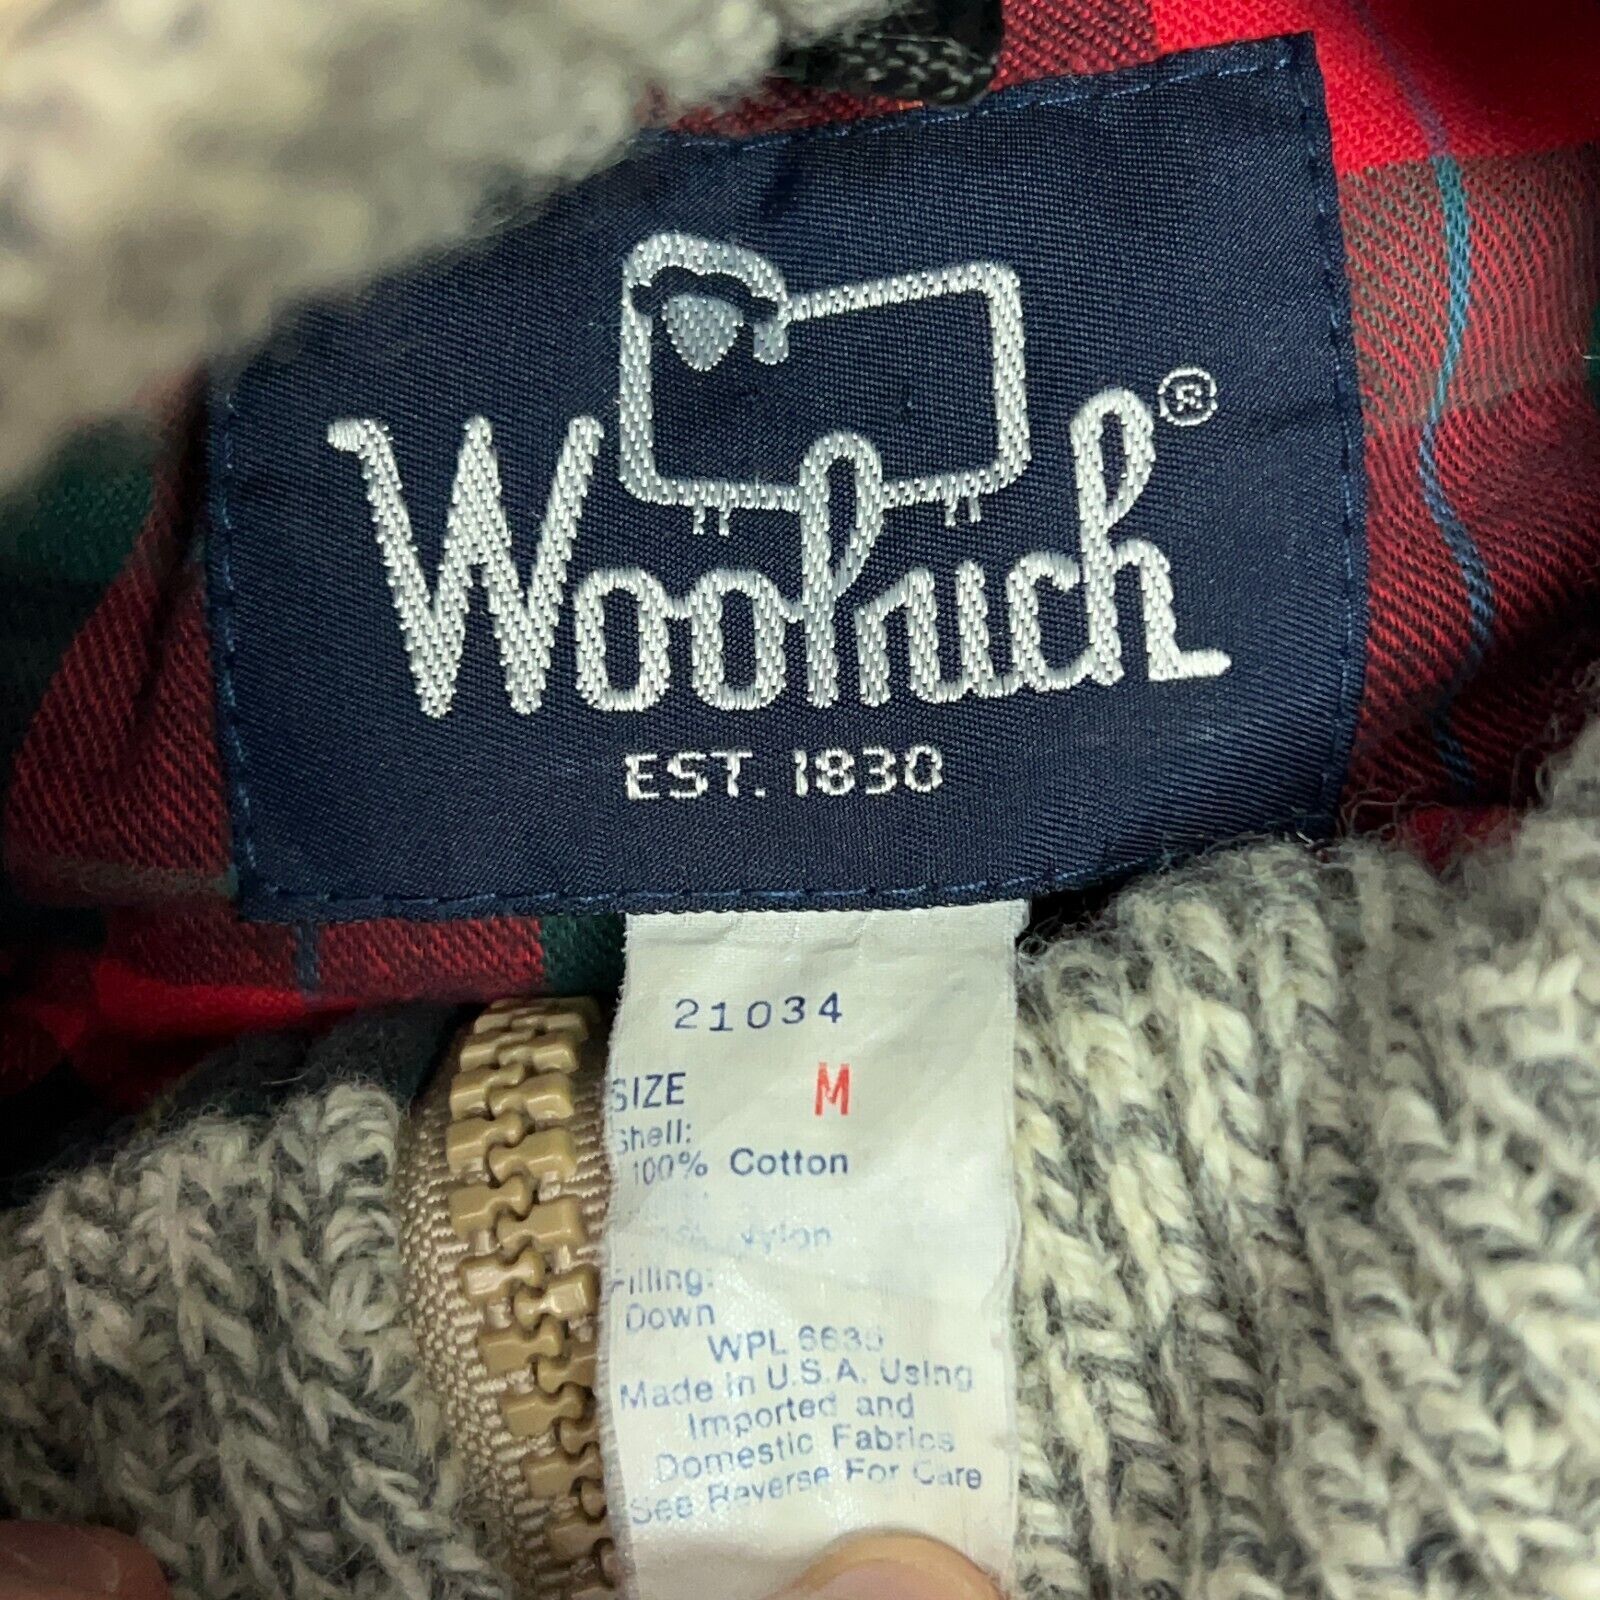 Woolrich®
EST. 1830
21034
SIZE M
Shell:
100% Cotton
Nylon
Filling:
Down
WPL 6635
Made in U.S.A. Using
Imported and
Domestic Fabrics
See Reverse For Care